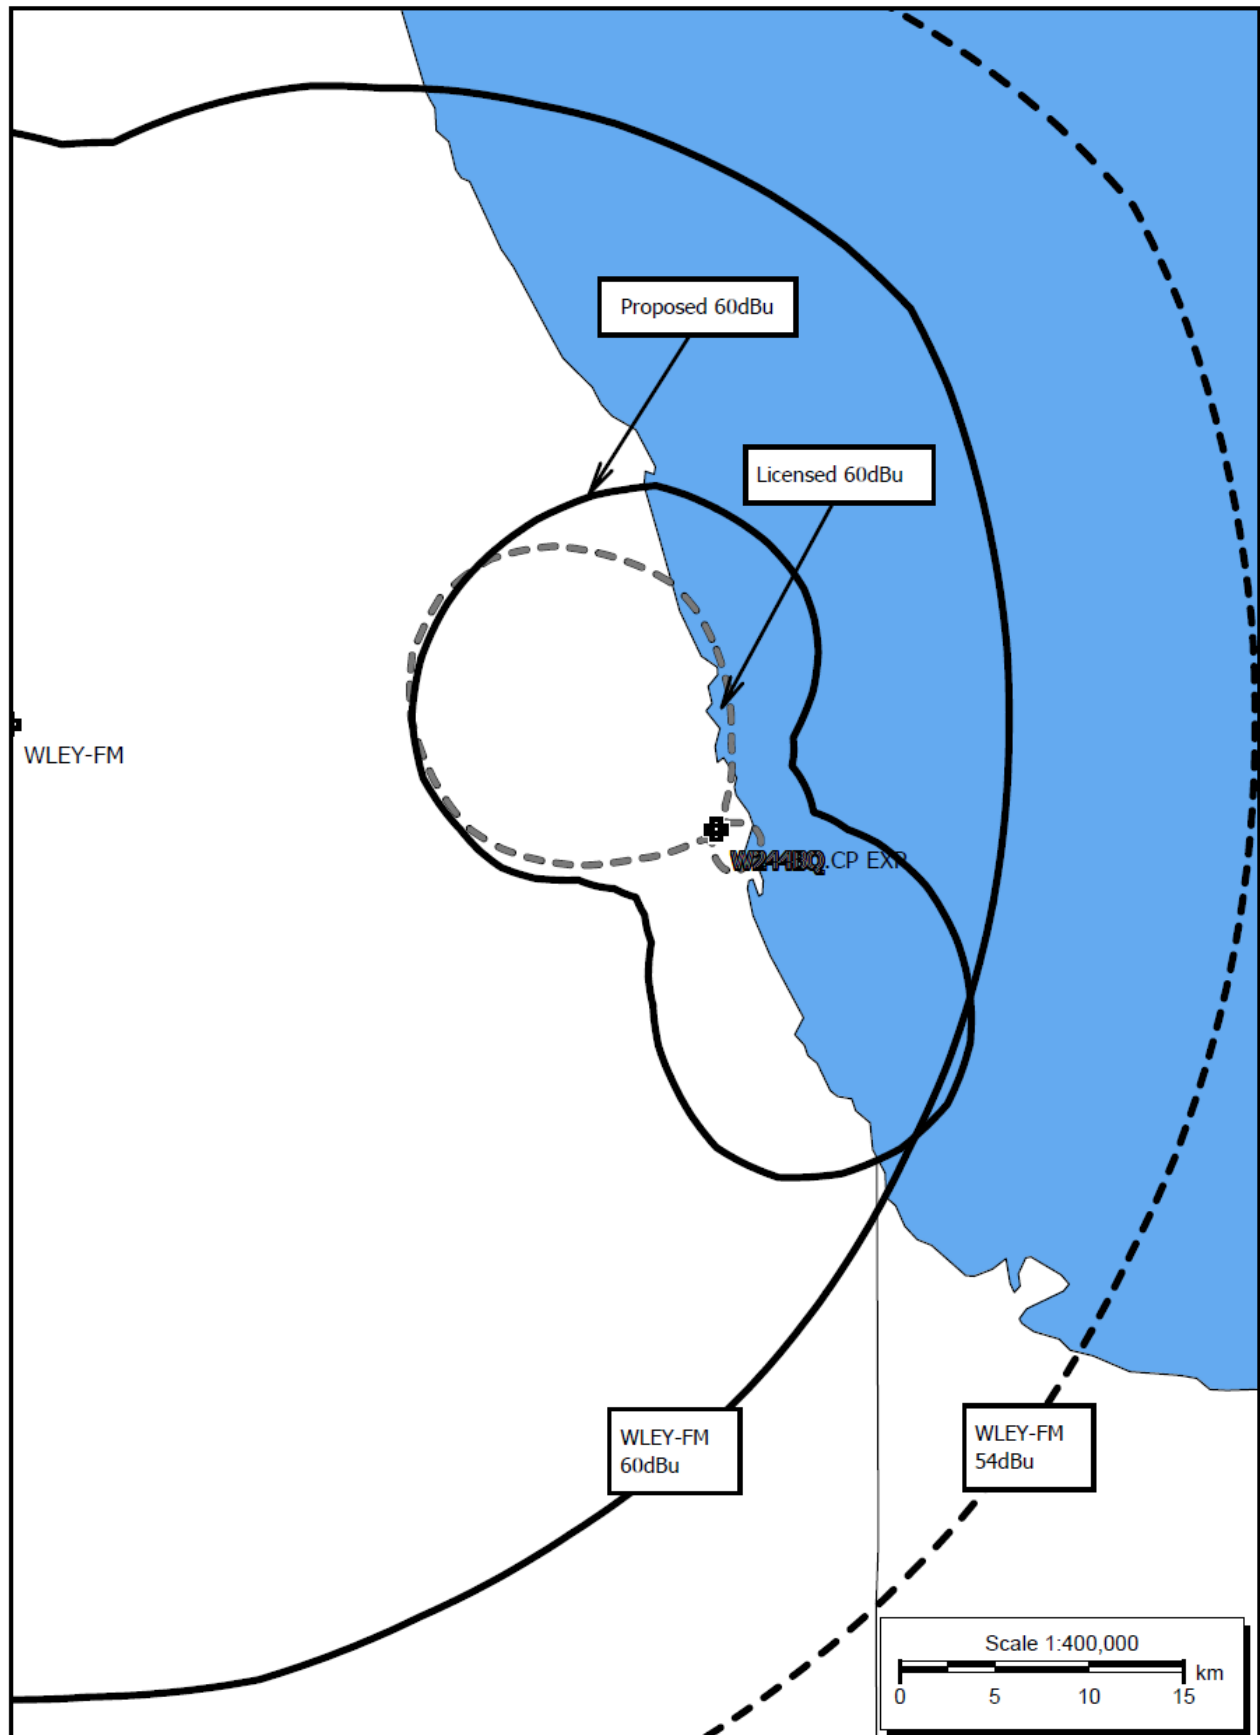 Proposed 60dBu
Licensed 60dBu
WLEY-FM
W244BQ.CP EXP
WLEY-FM
60dBu
WLEY-FM
54dBu
Scale 1:400,000
km
0 5 10 15